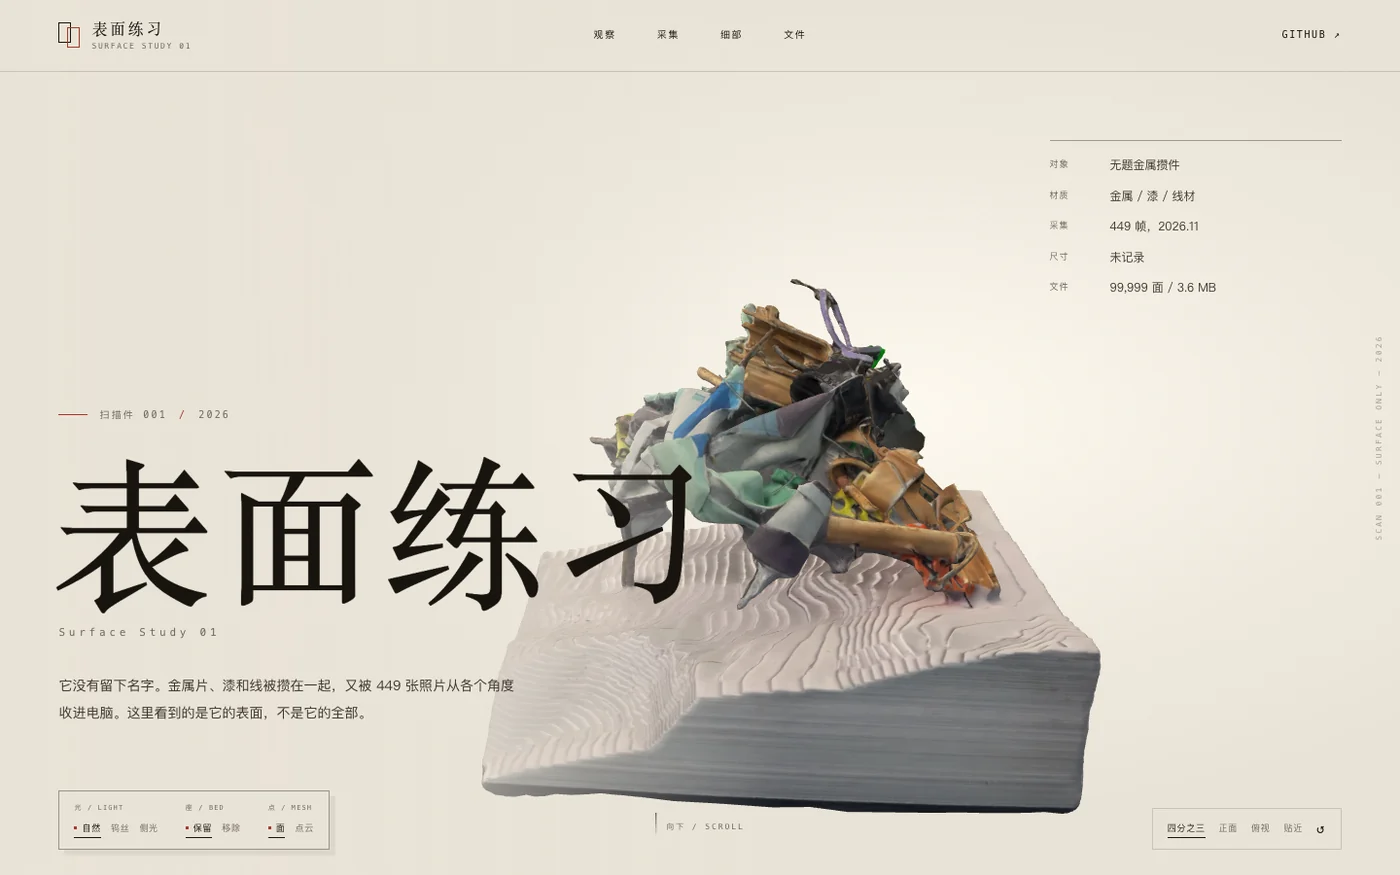 表面练习
SURFACE STUDY 01
观察
采集
细部
文件
GITHUB ↗
对象 无题金属攒件
材质 金属 / 漆 / 线材
采集 449 帧，2026.11
尺寸 未记录
文件 99,999 面 / 3.6 MB
SCAN 001 — SURFACE ONLY — 2026
扫描件 001 / 2026
表面练习
Surface Study 01
它没有留下名字。金属片、漆和线被攒在一起，又被 449 张照片从各个角度
收进电脑。这里看到的是它的表面，不是它的全部。
光 / LIGHT
自然 钨丝 侧光
座 / BED
保留 移除
点 / MESH
面 点云
向下 / SCROLL
四分之三 正面 俯视 贴近 ↺